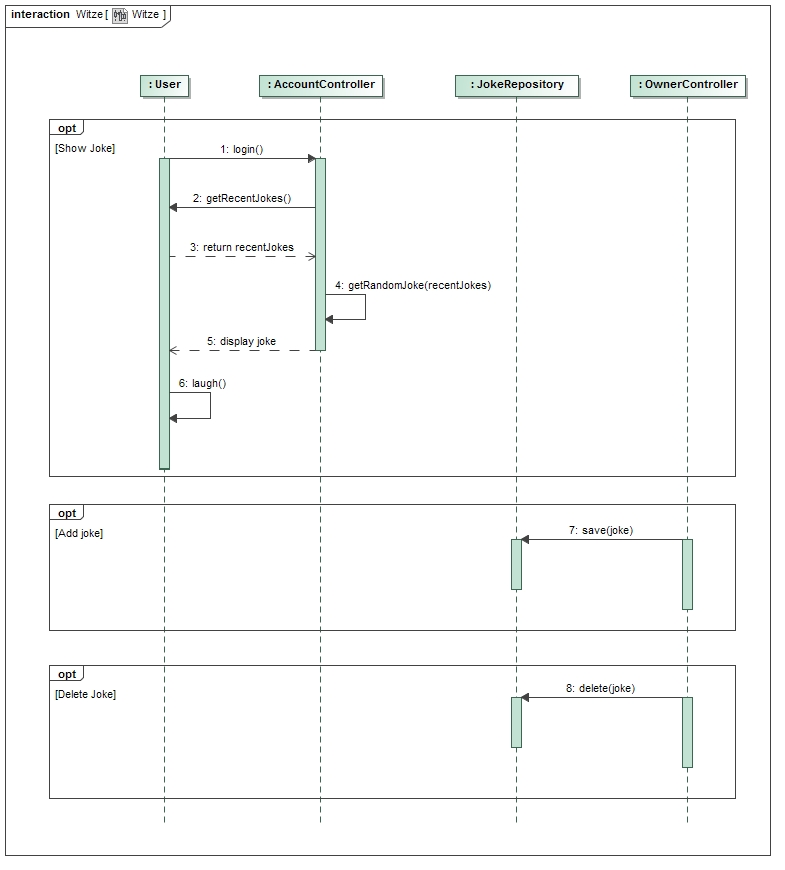 interaction Witze [ Witze ]
: User
: AccountController
: JokeRepository
: OwnerController
opt
[Show Joke]
1: login()
2: getRecentJokes()
3: return recentJokes
4: getRandomJoke(recentJokes)
5: display joke
6: laugh()
opt
[Add joke]
7: save(joke)
opt
[Delete Joke]
8: delete(joke)